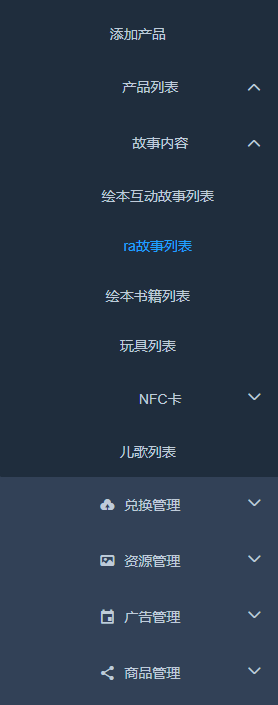 添加产品
产品列表
故事内容
绘本互动故事列表
ra故事列表
绘本书籍列表
玩具列表
NFC卡
儿歌列表
兑换管理
资源管理
广告管理
商品管理